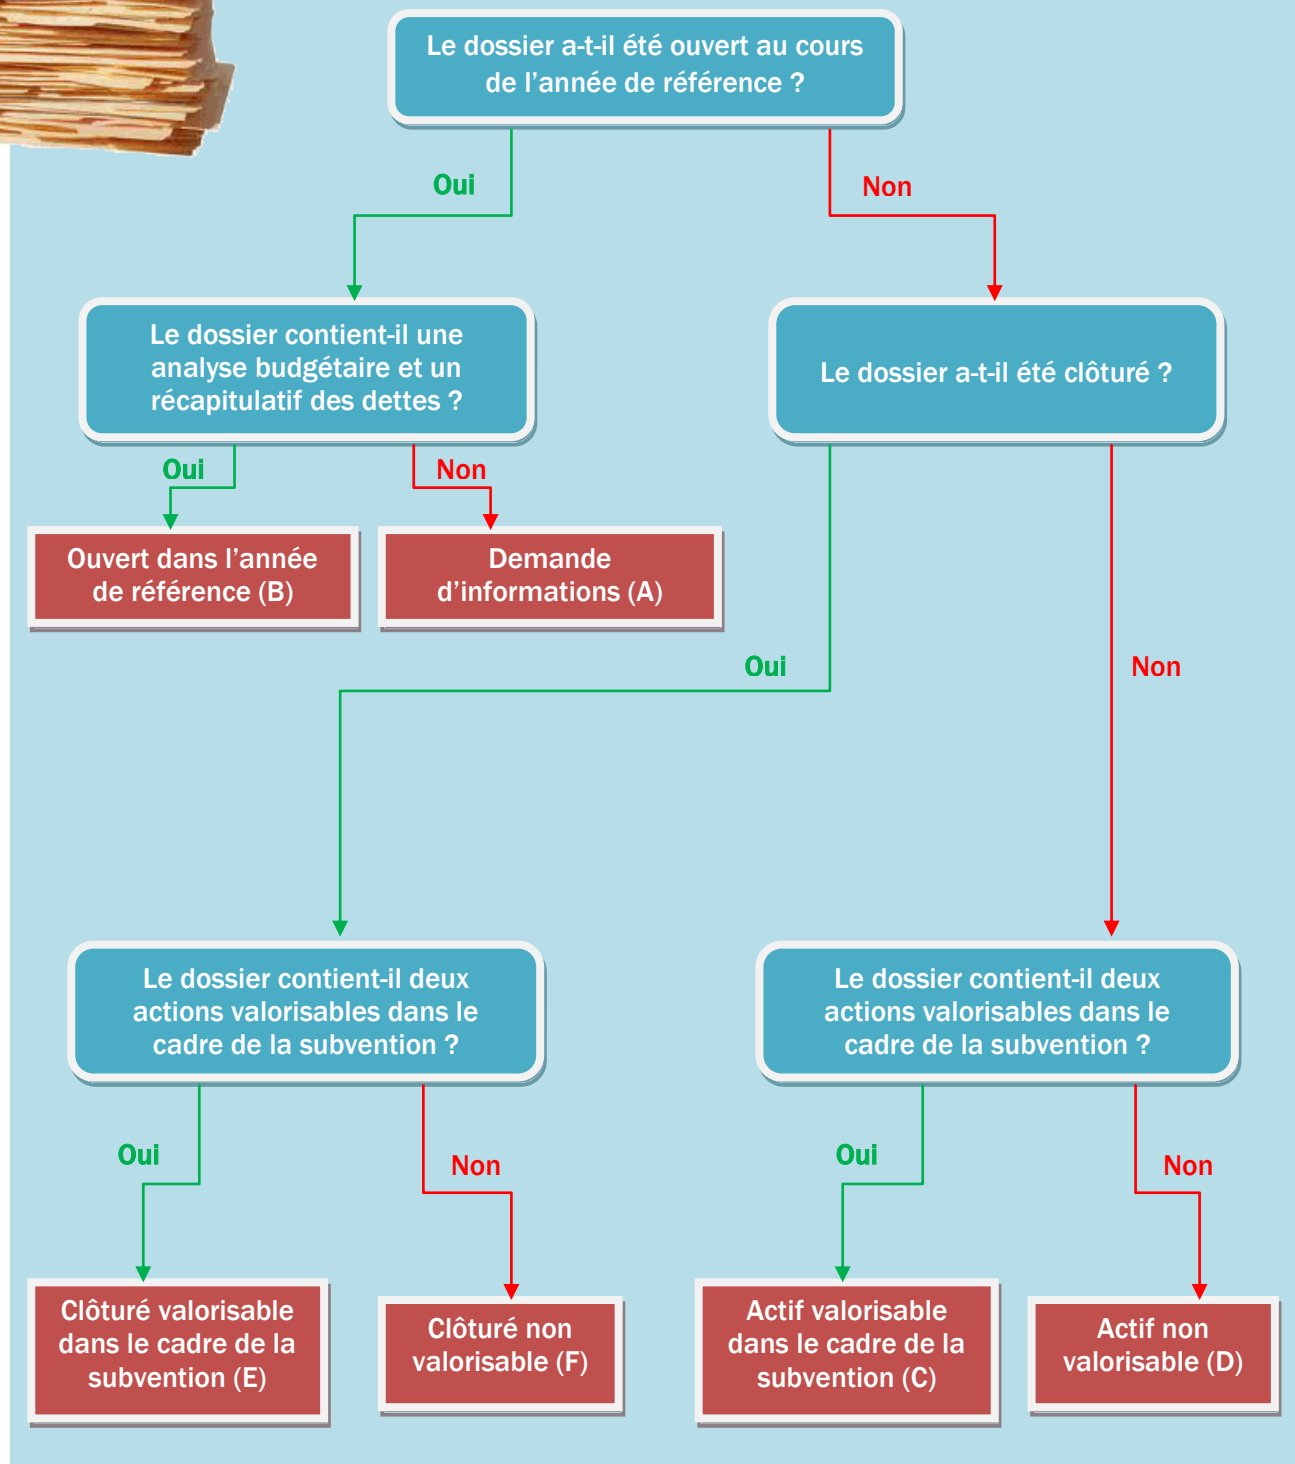 Le dossier a-t-il été ouvert au cours
de l’année de référence ?
Oui
Non
Le dossier contient-il une
analyse budgétaire et un
récapitulatif des dettes ?
Le dossier a-t-il été clôturé ?
Oui
Non
Ouvert dans l’année
de référence (B)
Demande
d’informations (A)
Oui
Non
Le dossier contient-il deux
actions valorisables dans le
cadre de la subvention ?
Le dossier contient-il deux
actions valorisables dans le
cadre de la subvention ?
Oui
Non
Oui
Non
Clôturé valorisable
dans le cadre de la
subvention (E)
Clôturé non
valorisable (F)
Actif valorisable
dans le cadre de la
subvention (C)
Actif non
valorisable (D)